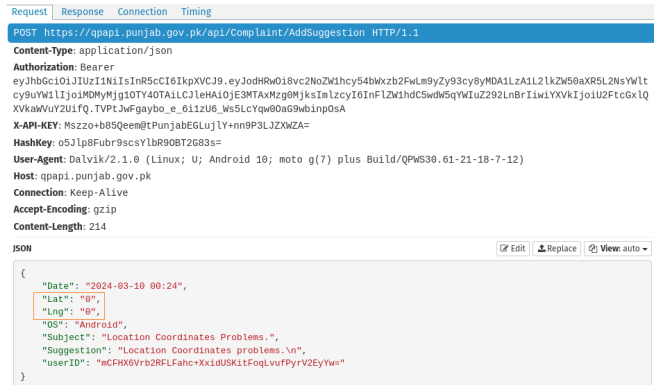 Request Response Connection Timing
POST https://qpapi.punjab.gov.pk/api/Complaint/AddSuggestion HTTP/1.1
Content-Type: application/json
Authorization: Bearer
eyJhbGciOiJIUzI1NiIsInR5cCI6IkpXVCJ9.eyJodHRwOi8vc2NoZW1hcy54bWxzb2FwLm9yZy93cy8yMDA1LzA1L2lkZW50aXR5L2NsYWlt
cy9uYW1lIjoiMDMyMjg1OTY4OTAiLCJleHAiOjE3MTAxMzg0MjksImlzcyI6InFlZW1hdC5wdW5qYWIuZ292LnBrIiwiYXVkIjoiU2FtcGxlQ
XVkaWVuY2UifQ.TVPtJwFgaybo_e_6i1zU6_Ws5LcYqw0OaG9wbinpOsA
X-API-KEY: Mszzo+b85Qeem@tPunjabEGLujlY+nn9P3LJZXWZA=
HashKey: o5Jlp8Fubr9scsYlbR9OBT2G83s=
User-Agent: Dalvik/2.1.0 (Linux; U; Android 10; moto g(7) plus Build/QPWS30.61-21-18-7-12)
Host: qpapi.punjab.gov.pk
Connection: Keep-Alive
Accept-Encoding: gzip
Content-Length: 214
JSON Edit Replace View: auto
{
"Date": "2024-03-10 00:24",
"Lat": "0",
"Lng": "0",
"OS": "Android",
"Subject": "Location Coordinates Problems.",
"Suggestion": "Location Coordinates problems.\n",
"userID": "mCFHX6Vrb2RFLFahc+XxidUSKitFoqLvufPyrV2EyYw="
}